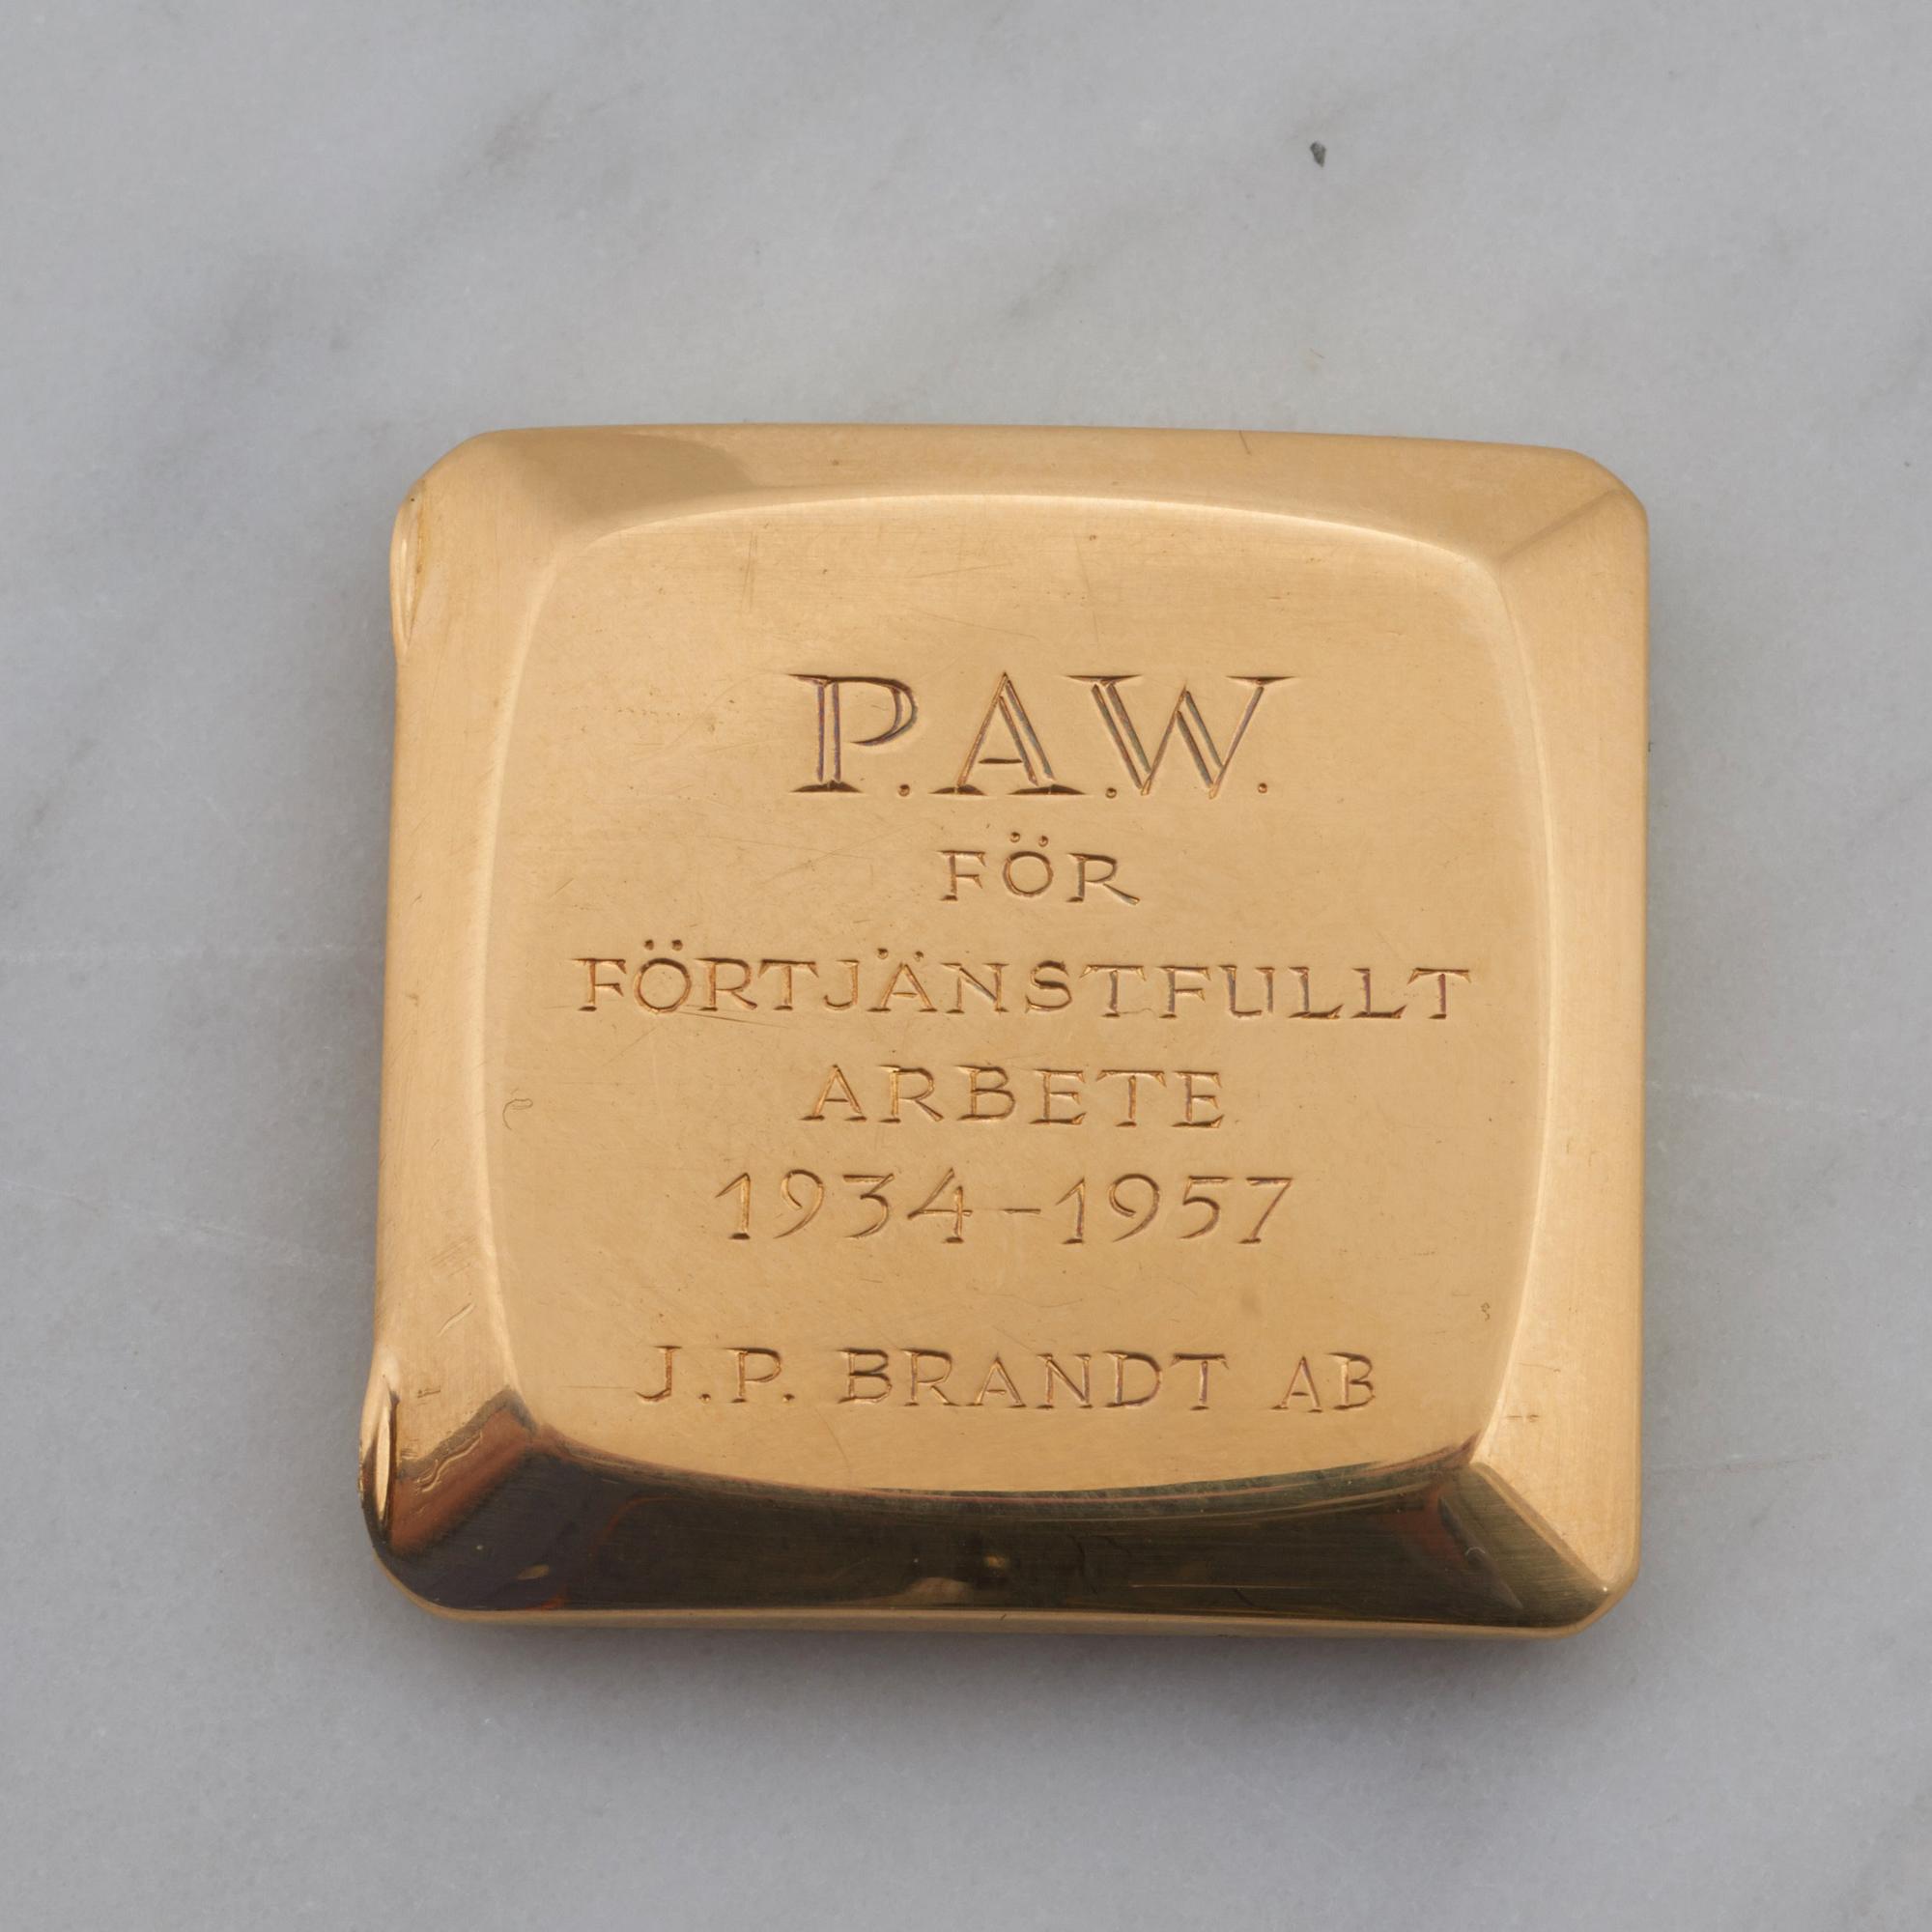 P.A.W.
FÖR
FÖRTJÄNSTFULLT
ARBETE
1934-1957
J.P. BRANDT AB